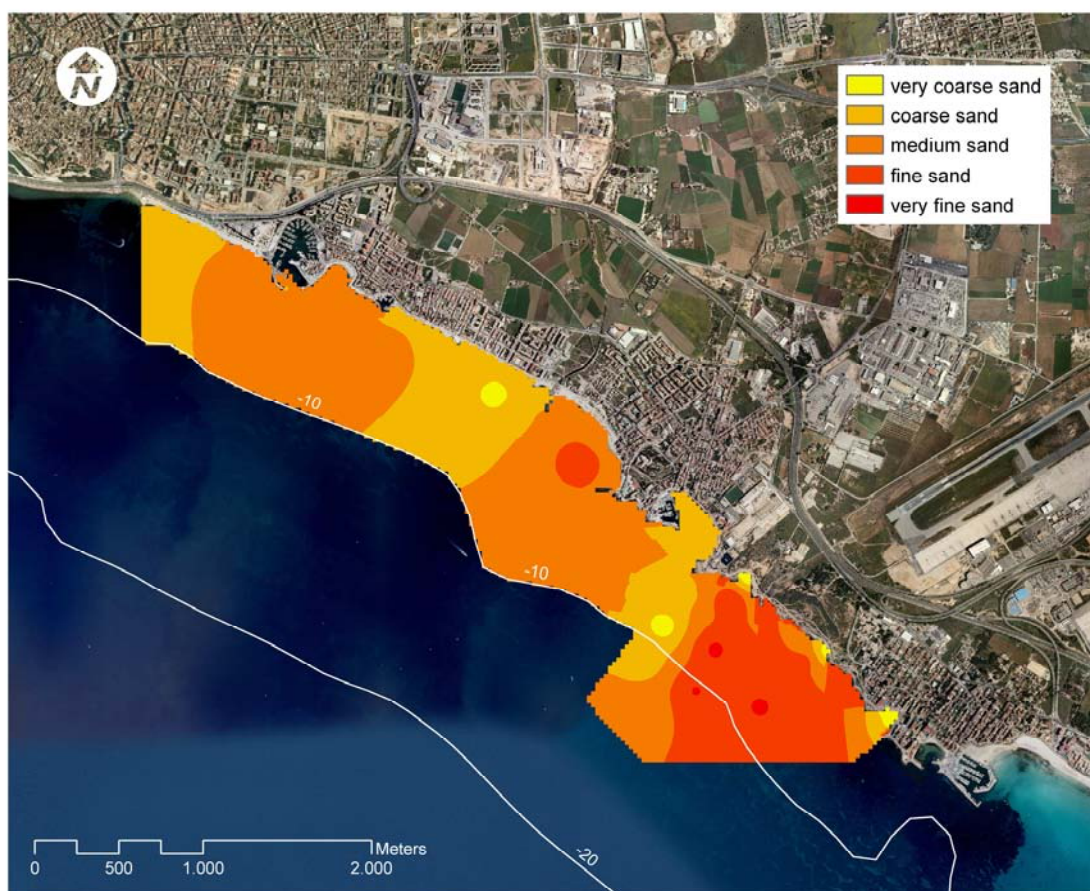 N
very coarse sand
coarse sand
medium sand
fine sand
very fine sand
-10
-10
-20
Meters
0 500 1.000 2.000